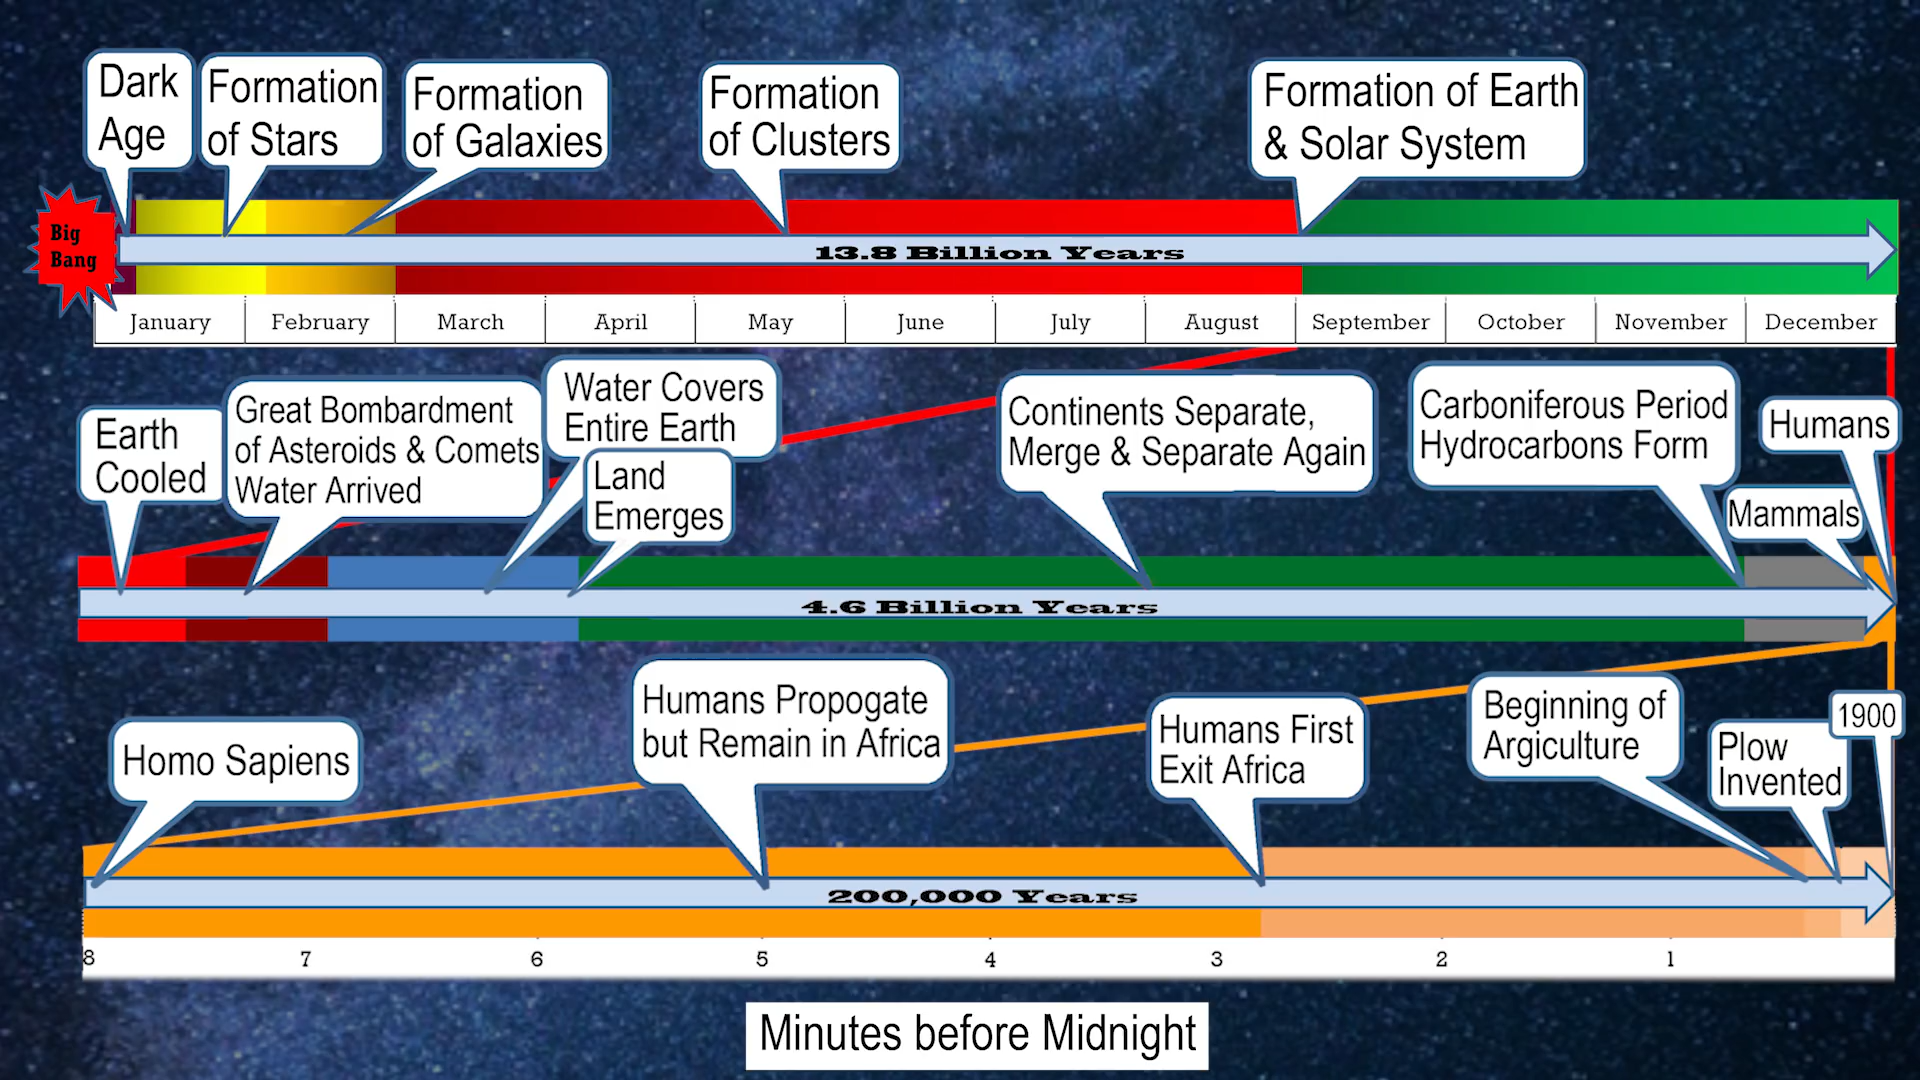 Dark
Age
Formation
of Stars
Formation
of Galaxies
Formation
of Clusters
Formation of Earth
& Solar System
Big
Bang
13.8 Billion Years
January
February
March
April
May
June
July
August
September
October
November
December
Earth
Cooled
Great Bombardment
of Asteroids & Comets
Water Arrived
Water Covers
Entire Earth
Land
Emerges
Continents Separate,
Merge & Separate Again
Carboniferous Period
Hydrocarbons Form
Humans
Mammals
4.6 Billion Years
Homo Sapiens
Humans Propogate
but Remain in Africa
Humans First
Exit Africa
Beginning of
Argiculture
Plow
Invented
1900
200,000 Years
8
7
6
5
4
3
2
1
Minutes before Midnight